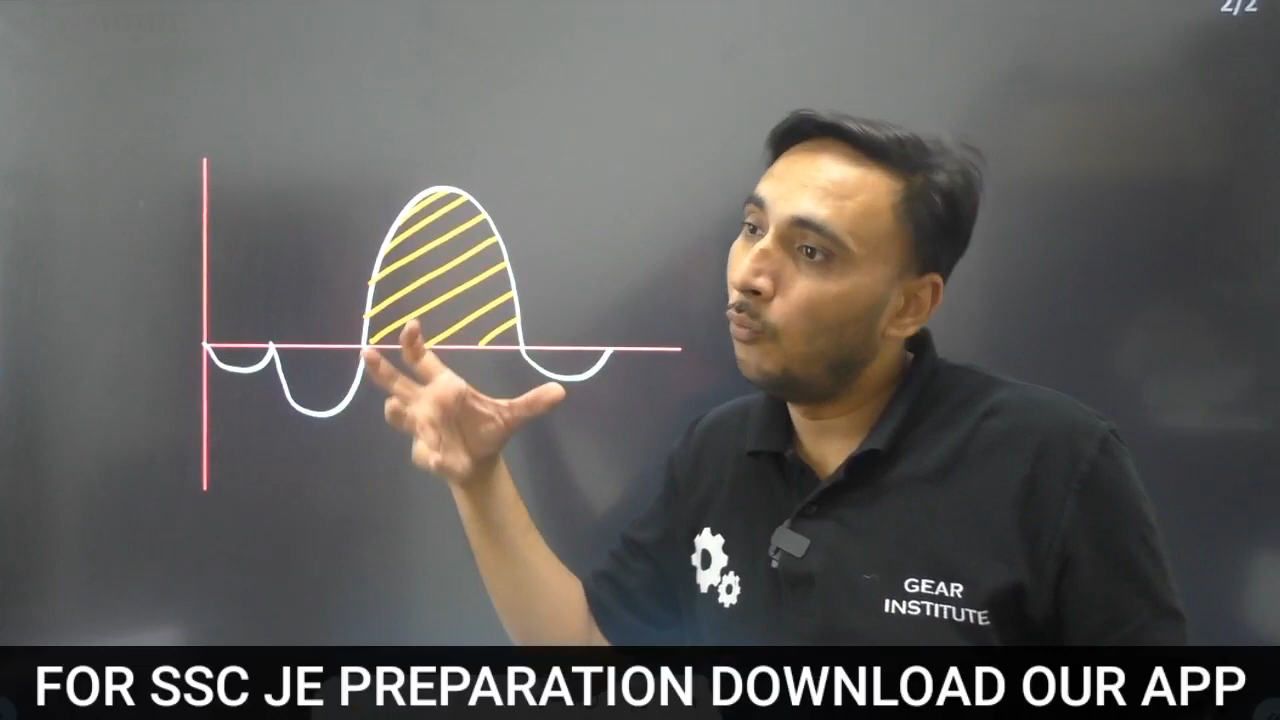 2/2
GEAR
INSTITUTE
FOR SSC JE PREPARATION DOWNLOAD OUR APP